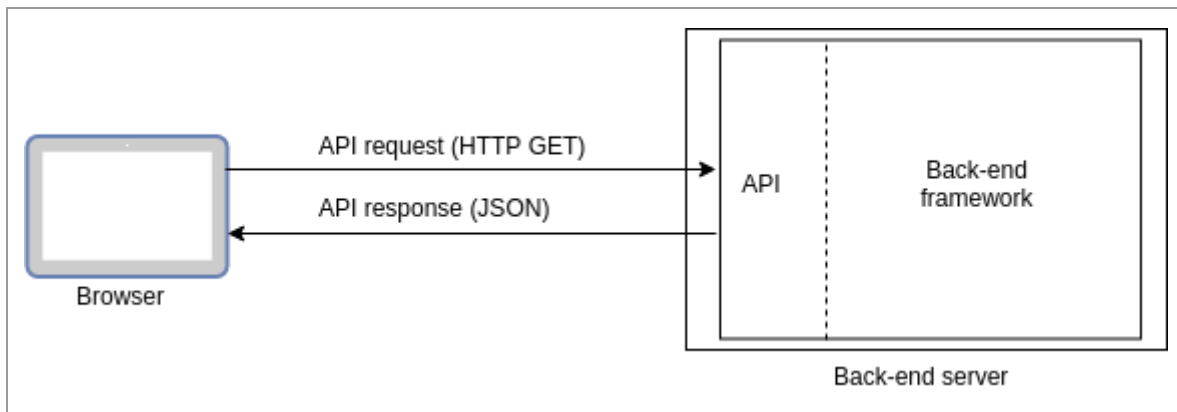 API request (HTTP GET)
API response (JSON)
Browser
API
Back-end
framework
Back-end server